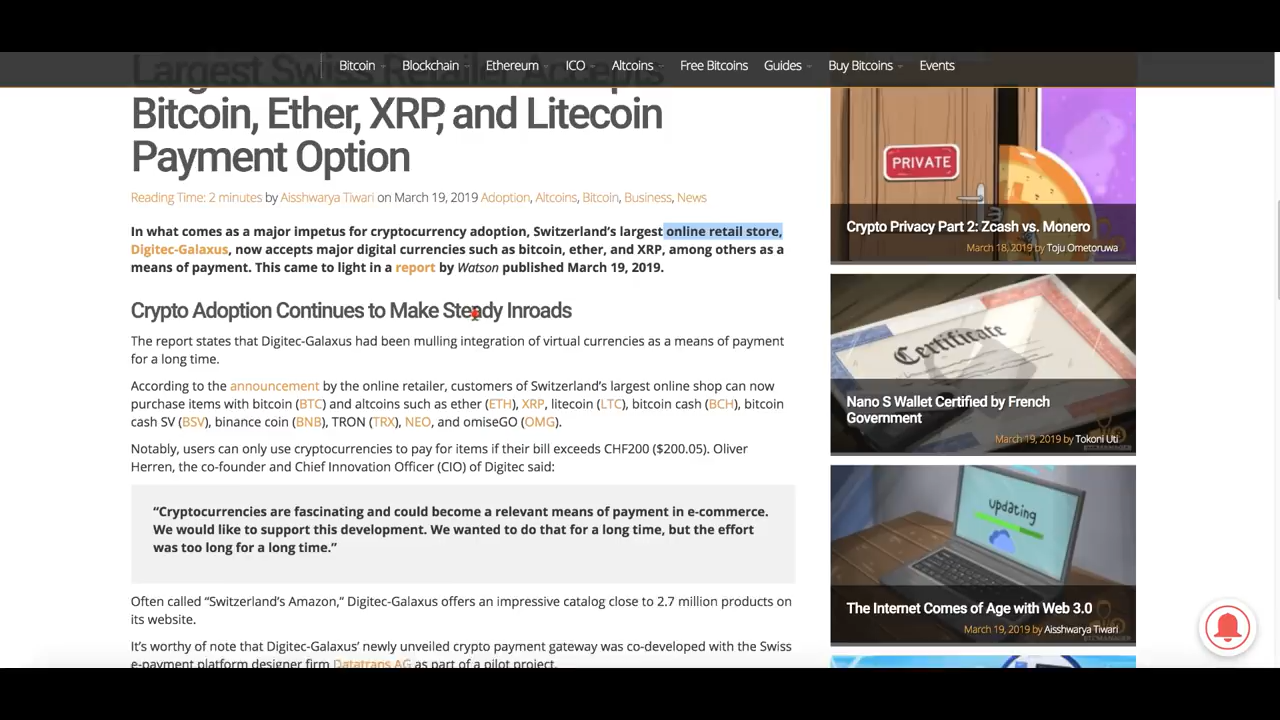 Largest Swiss Retailer Accepts
Bitcoin Blockchain Ethereum ICO Altcoins Free Bitcoins Guides Buy Bitcoins Events
Bitcoin, Ether, XRP, and Litecoin
Payment Option
Reading Time: 2 minutes by Aisshwarya Tiwari on March 19, 2019 Adoption, Altcoins, Bitcoin, Business, News
In what comes as a major impetus for cryptocurrency adoption, Switzerland's largest online retail store,
Digitec-Galaxus, now accepts major digital currencies such as bitcoin, ether, and XRP, among others as a
means of payment. This came to light in a report by Watson published March 19, 2019.
Crypto Adoption Continues to Make Steady Inroads
The report states that Digitec-Galaxus had been mulling integration of virtual currencies as a means of payment
for a long time.
According to the announcement by the online retailer, customers of Switzerland's largest online shop can now
purchase items with bitcoin (BTC) and altcoins such as ether (ETH), XRP, litecoin (LTC), bitcoin cash (BCH), bitcoin
cash SV (BSV), binance coin (BNB), TRON (TRX), NEO, and omiseGO (OMG).
Notably, users can only use cryptocurrencies to pay for items if their bill exceeds CHF200 ($200.05). Oliver
Herren, the co-founder and Chief Innovation Officer (CIO) of Digitec said:
“Cryptocurrencies are fascinating and could become a relevant means of payment in e-commerce.
We would like to support this development. We wanted to do that for a long time, but the effort
was too long for a long time.”
Often called “Switzerland's Amazon,” Digitec-Galaxus offers an impressive catalog close to 2.7 million products on
its website.
It's worthy of note that Digitec-Galaxus' newly unveiled crypto payment gateway was co-developed with the Swiss
e-payment platform designer firm Datatrans AG as part of a pilot project.
PRIVATE
Crypto Privacy Part 2: Zcash vs. Monero
March 18, 2019 by Toju Ometoruwa
Certificate
Nano S Wallet Certified by French
Government
March 19, 2019 by Tokoni Uti
updating
The Internet Comes of Age with Web 3.0
March 19, 2019 by Aisshwarya Tiwari